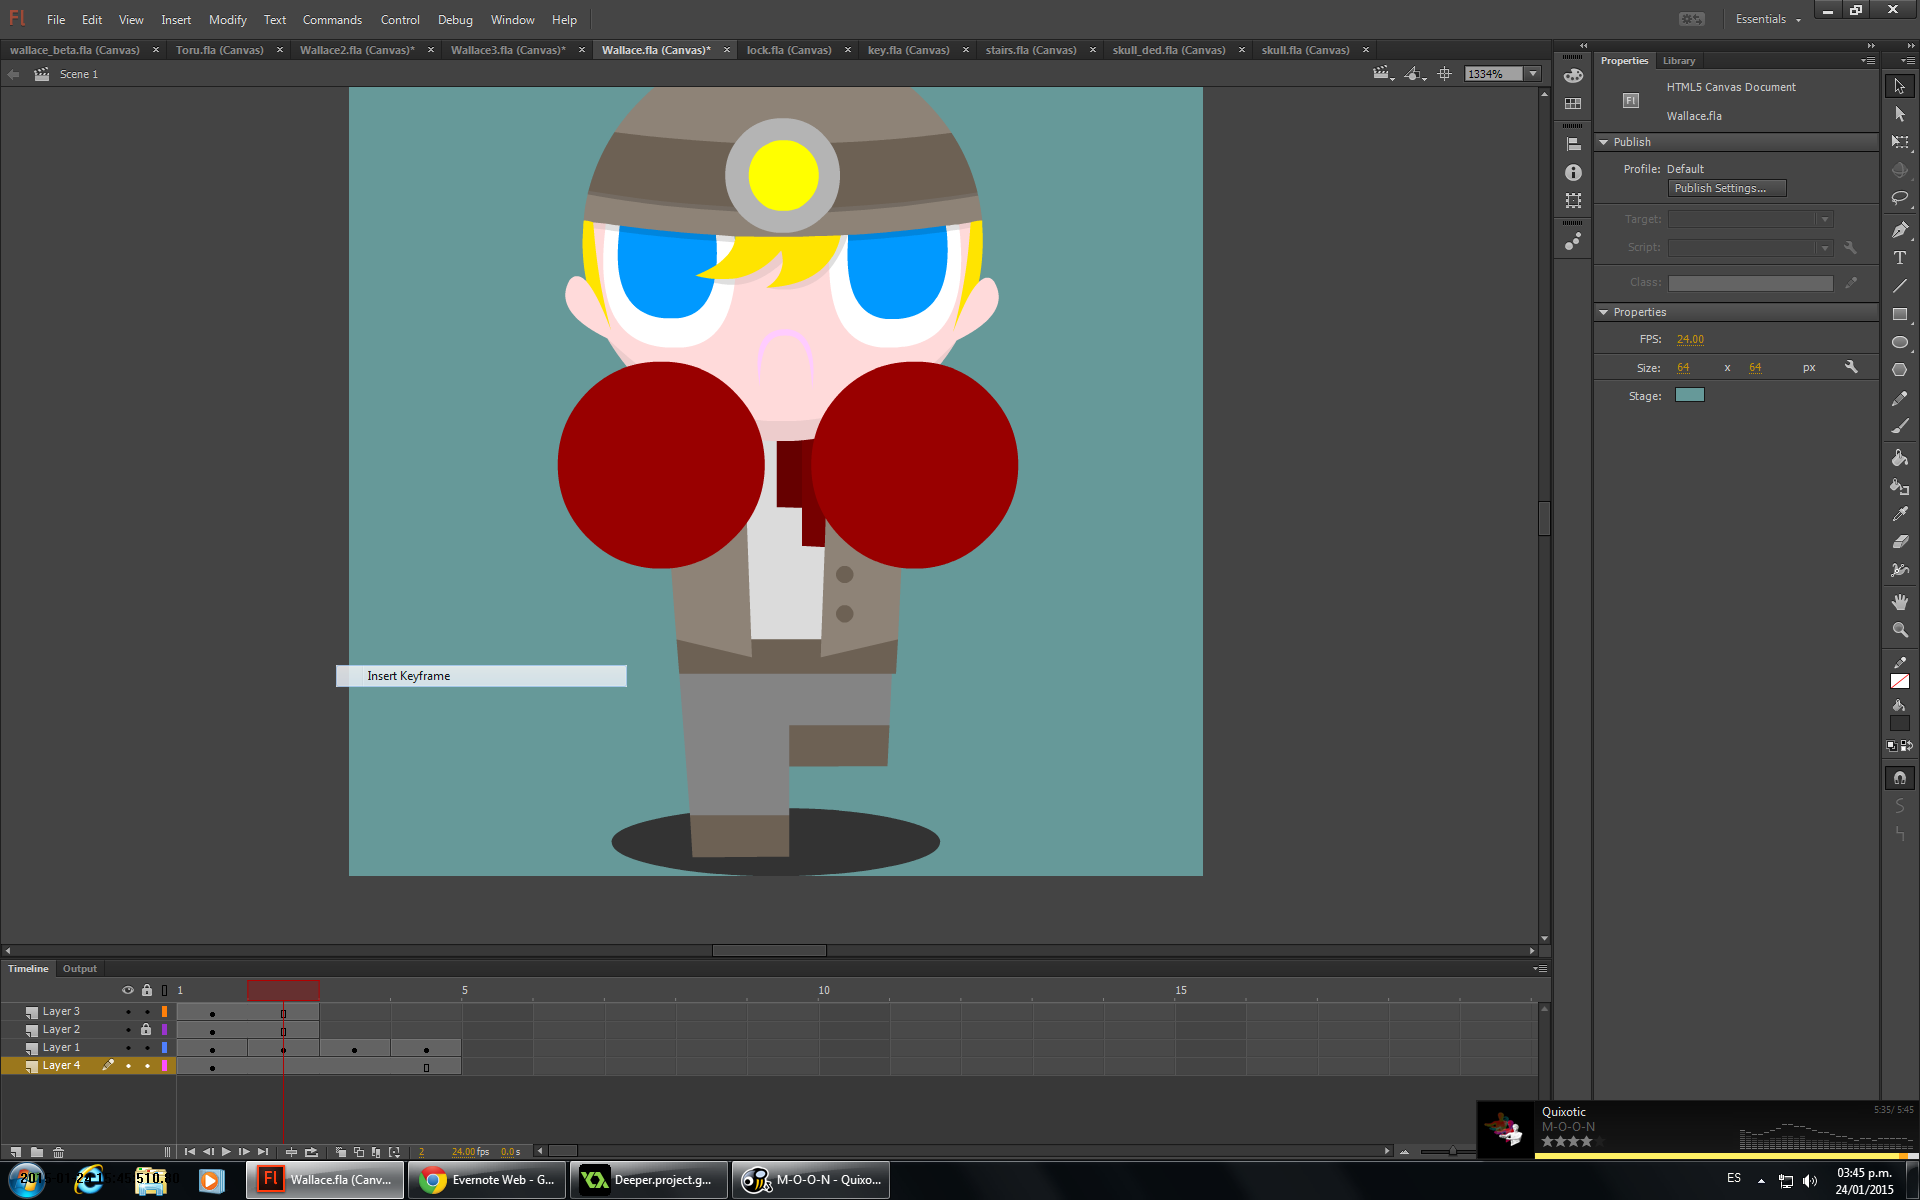 Fl File Edit View Insert Modify Text Commands Control Debug Window Help Essentials
wallace_beta.fla (Canvas) × Toru.fla (Canvas) × Wallace2.fla (Canvas)* × Wallace3.fla (Canvas)* × Wallace.fla (Canvas)* × lock.fla (Canvas) × key.fla (Canvas) × stairs.fla (Canvas) × skull_ded.fla (Canvas) × skull.fla (Canvas) ×
Scene 1
1334%
Properties Library
HTML5 Canvas Document
Fl
Wallace.fla
Publish
Profile: Default
Publish Settings...
Target:
Script:
Class:
Properties
FPS: 24.00
Size: 64 x 64 px
Stage:
Insert Keyframe
Timeline Output
1 5 10 15
Layer 3
Layer 2
Layer 1
Layer 4
2 24.00 fps 0.0 s
Quixotic 5:35/ 5:45
M-O-O-N
Wallace.fla (Canv...
Evernote Web - G...
Deeper.project.g...
M-O-O-N - Quixo...
ES
03:45 p.m.
24/01/2015